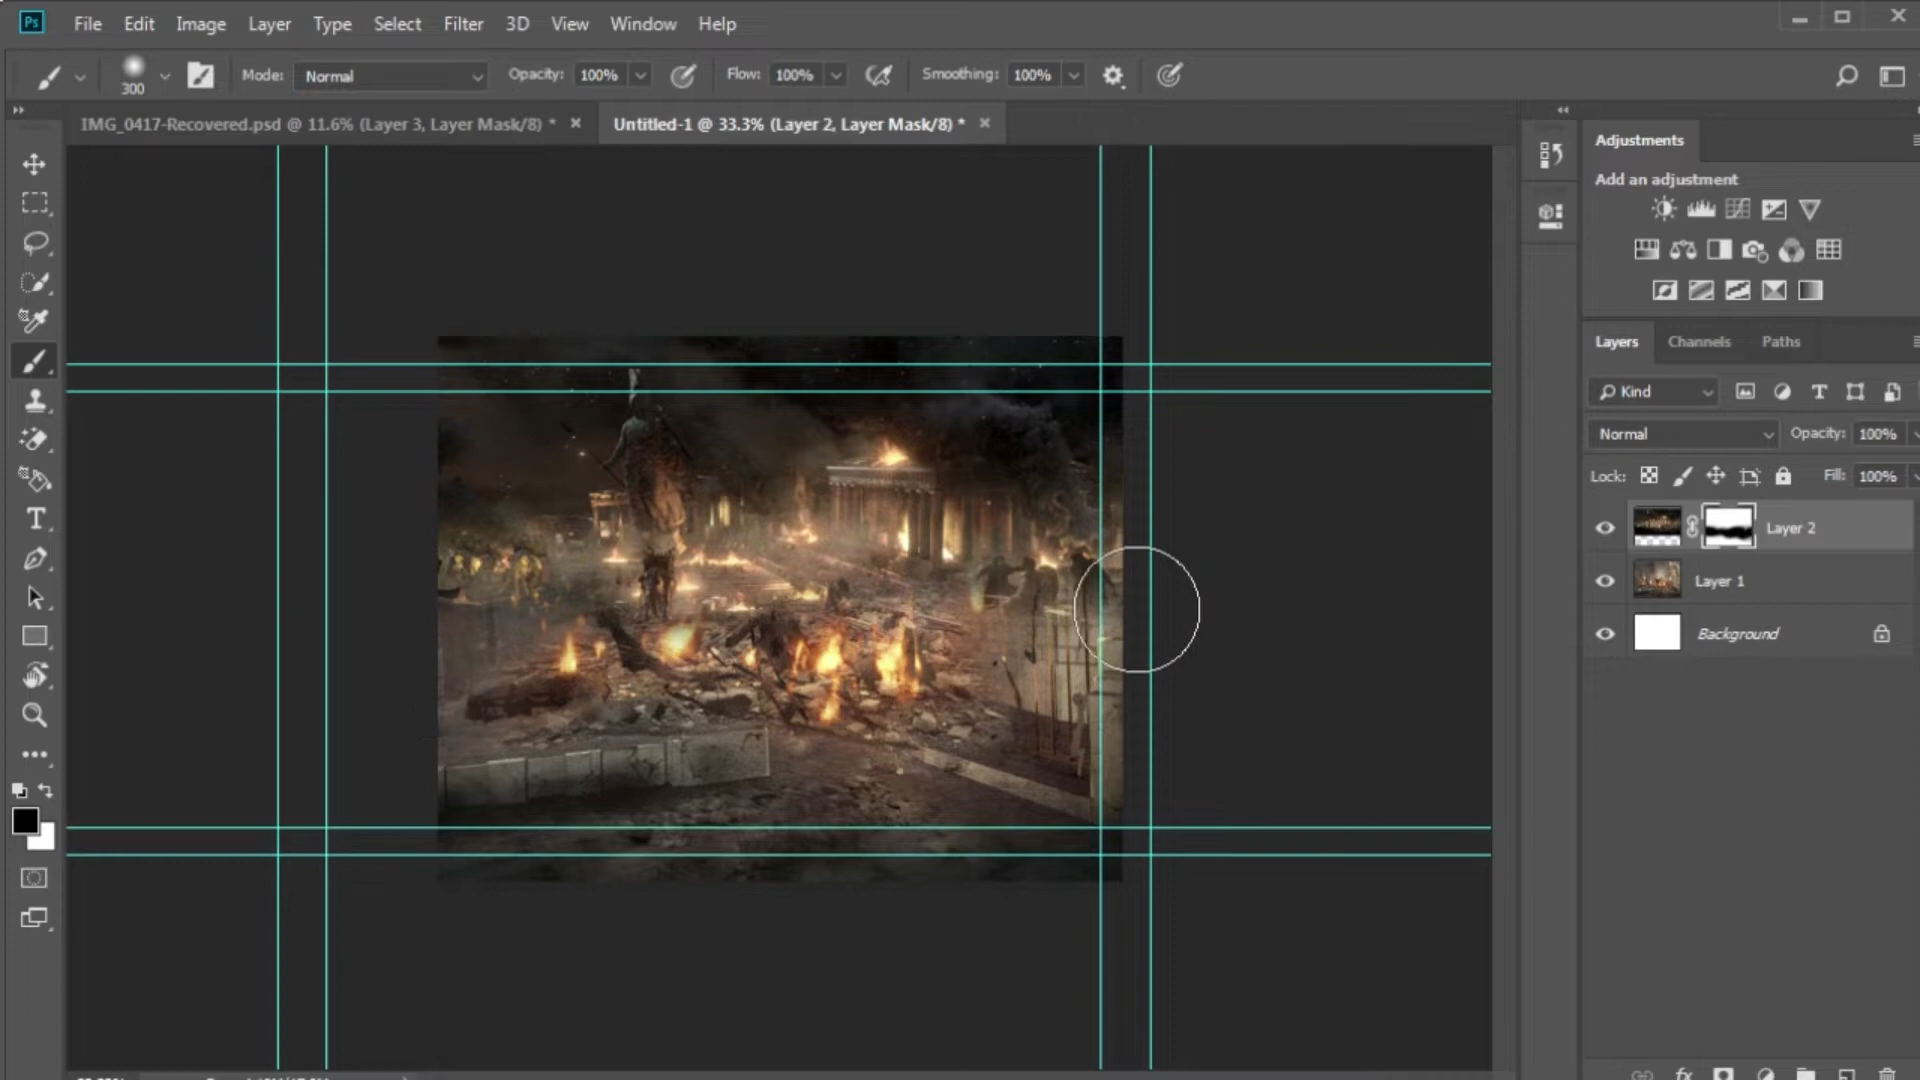 Ps File Edit Image Layer Type Select Filter 3D View Window Help
300 Mode: Normal Opacity: 100% Flow: 100% Smoothing: 100%
IMG_0417-Recovered.psd @ 11.6% (Layer 3, Layer Mask/8) * Untitled-1 @ 33.3% (Layer 2, Layer Mask/8) *
Adjustments
Add an adjustment
Layers Channels Paths
Kind
Normal Opacity: 100%
Lock: Fill: 100%
Layer 2
Layer 1
Background
fx